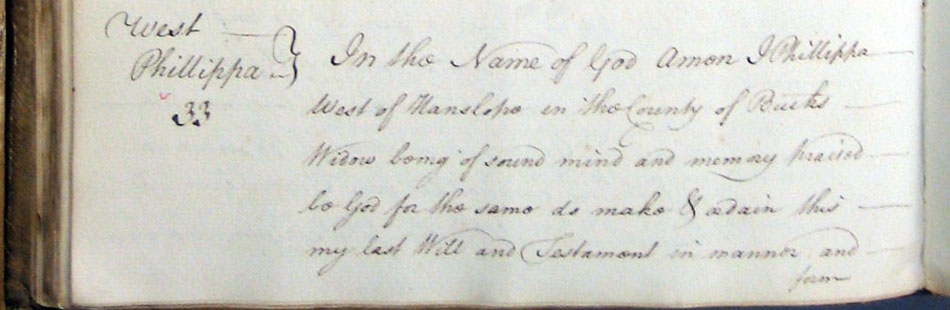 West
Phillippa
33
In the Name of God Amen I Phillippa
West of Hanslope in the County of Bucks
Widow being of sound mind and memory praised
be God for the same do make & ordain this
my last Will and Testament in manner and
form